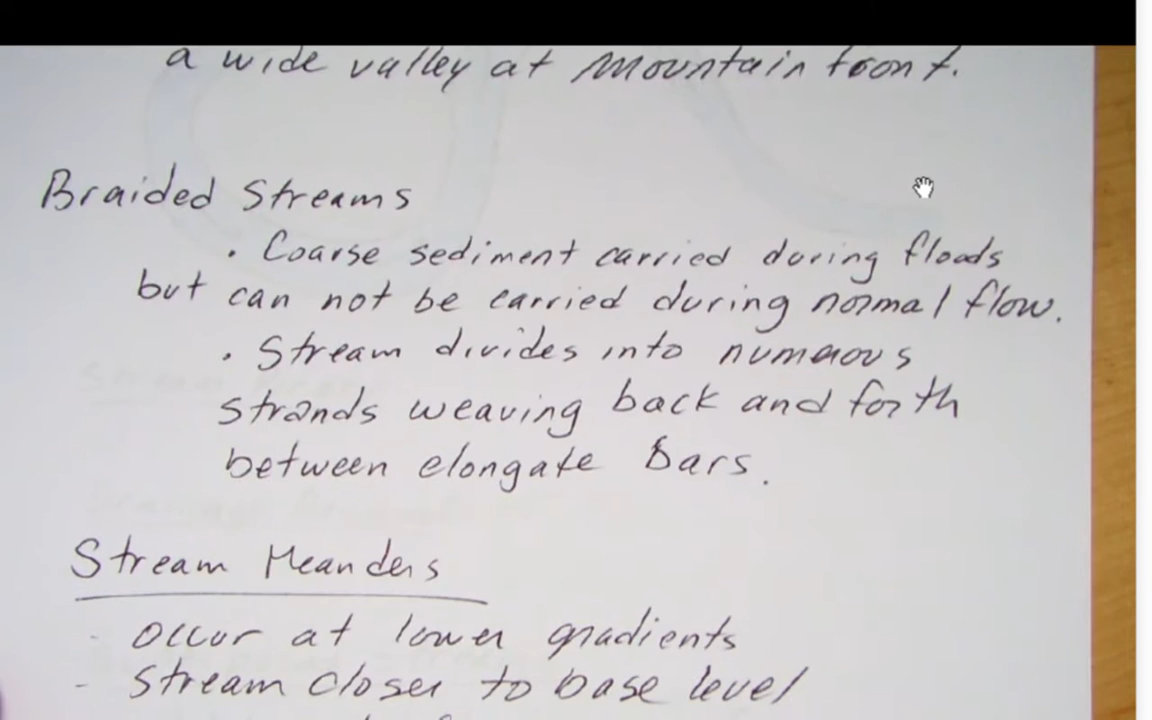 a wide valley at mountain front.
Braided Streams
. Coarse sediment carried during floods
but can not be carried during normal flow.
. Stream divides into numerous
strands weaving back and forth
between elongate bars.
Stream Meanders
- Occur at lower gradients
- Stream closer to base level